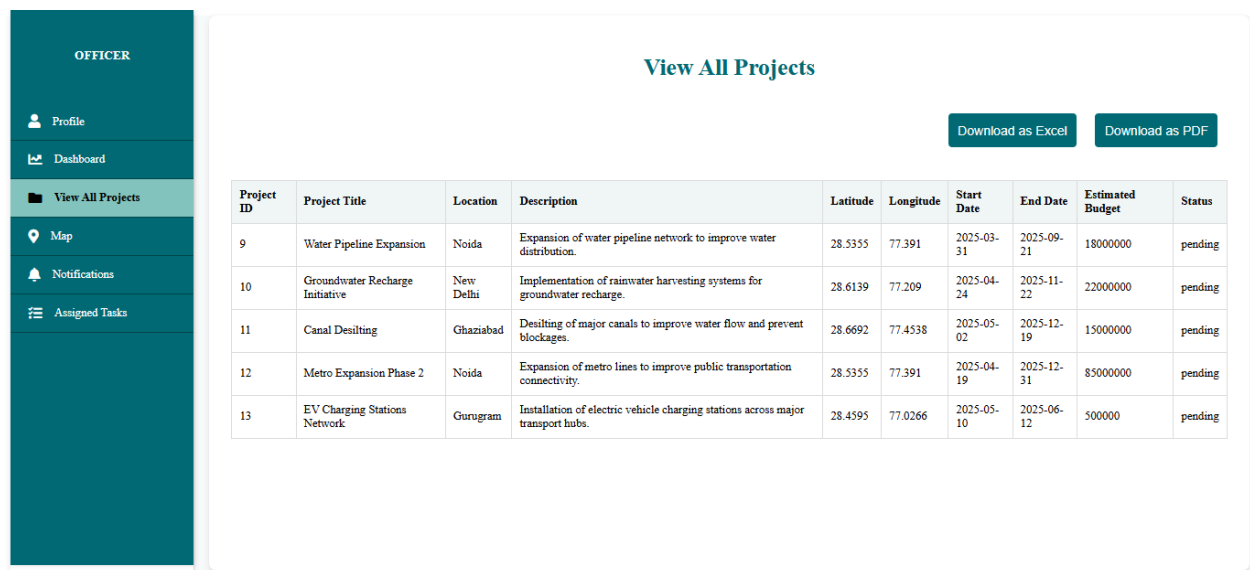 OFFICER
Profile
Dashboard
View All Projects
Map
Notifications
Assigned Tasks
View All Projects
Download as Excel
Download as PDF
Project
ID
Project Title
Location
Description
Latitude
Longitude
Start
Date
End Date
Estimated
Budget
Status
9
Water Pipeline Expansion
Noida
Expansion of water pipeline network to improve water
distribution.
28.5355
77.391
2025-03-
31
2025-09-
21
18000000
pending
10
Groundwater Recharge
Initiative
New
Delhi
Implementation of rainwater harvesting systems for
groundwater recharge.
28.6139
77.209
2025-04-
24
2025-11-
22
22000000
pending
11
Canal Desilting
Ghaziabad
Desilting of major canals to improve water flow and prevent
blockages.
28.6692
77.4538
2025-05-
02
2025-12-
19
15000000
pending
12
Metro Expansion Phase 2
Noida
Expansion of metro lines to improve public transportation
connectivity.
28.5355
77.391
2025-04-
19
2025-12-
31
85000000
pending
13
EV Charging Stations
Network
Gurugram
Installation of electric vehicle charging stations across major
transport hubs.
28.4595
77.0266
2025-05-
10
2025-06-
12
500000
pending